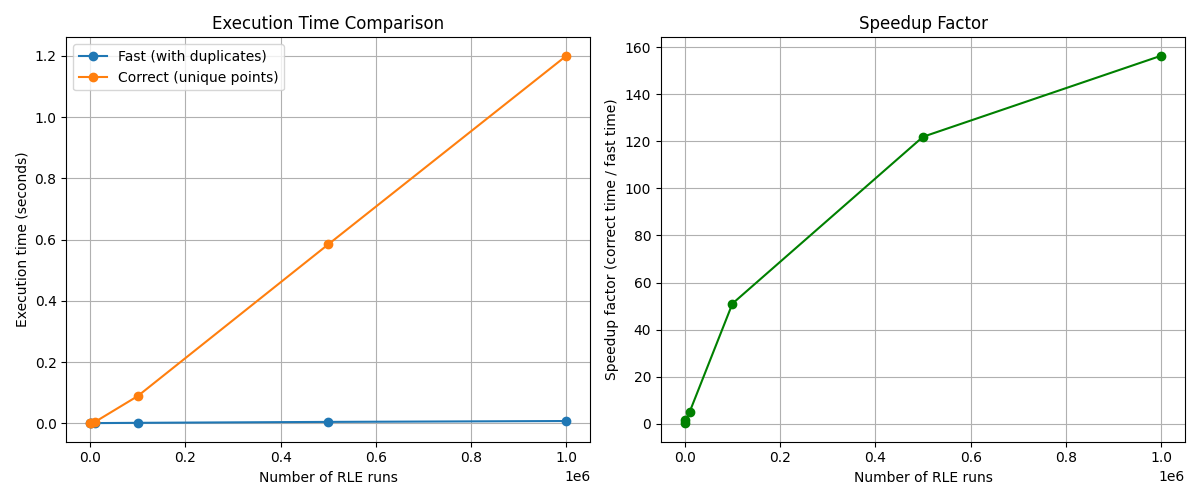 Execution Time Comparison
Fast (with duplicates)
Correct (unique points)
Execution time (seconds)
1.2
1.0
0.8
0.6
0.4
0.2
0.0
0.0 0.2 0.4 0.6 0.8 1.0
1e6
Number of RLE runs
Speedup Factor
Speedup factor (correct time / fast time)
160
140
120
100
80
60
40
20
0
0.0 0.2 0.4 0.6 0.8 1.0
1e6
Number of RLE runs